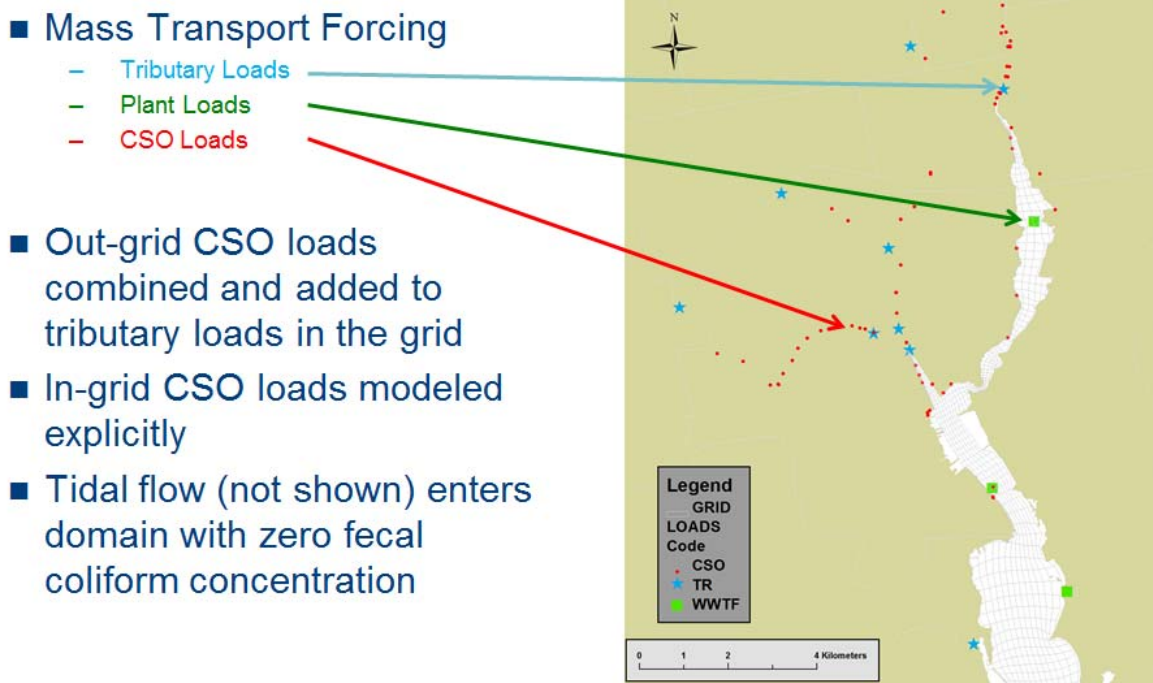 ■ Mass Transport Forcing
– Tributary Loads
– Plant Loads
– CSO Loads
■ Out-grid CSO loads
combined and added to
tributary loads in the grid
■ In-grid CSO loads modeled
explicitly
■ Tidal flow (not shown) enters
domain with zero fecal
coliform concentration
N
Legend
GRID
LOADS
Code
CSO
TR
WWTF
0 1 2 4 Kilometers